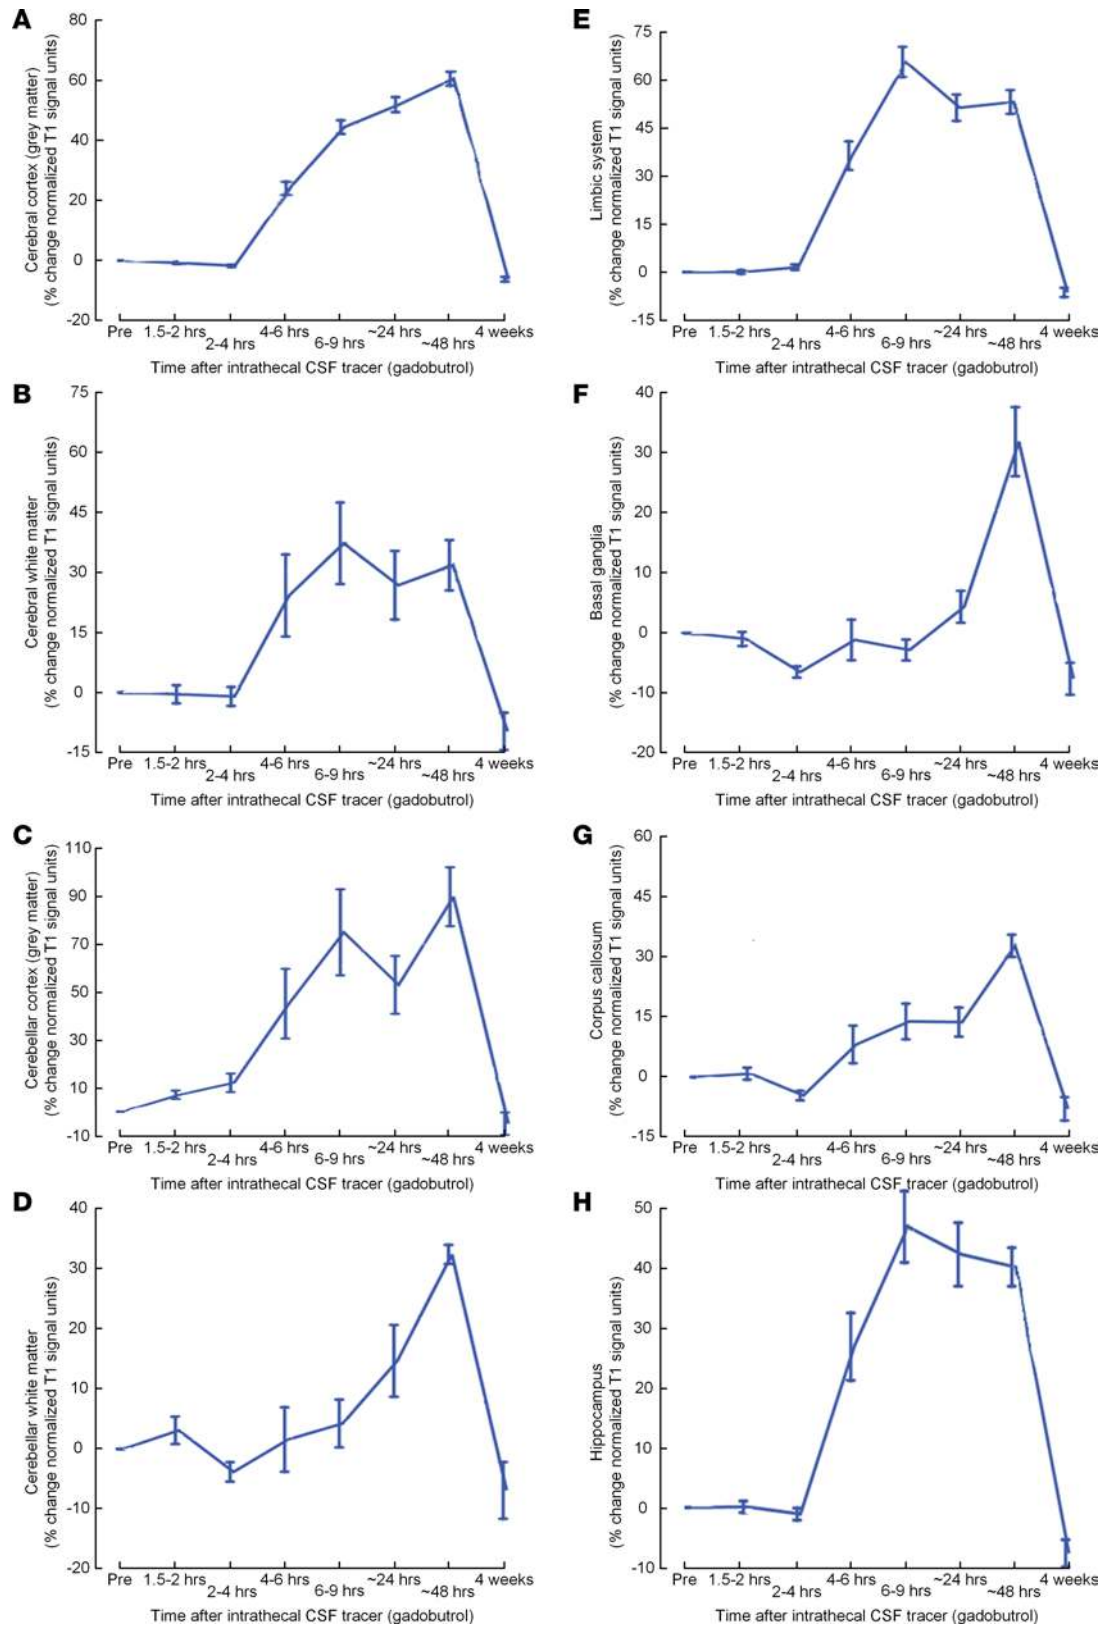 A
Cerebral cortex (grey matter)
(% change normalized T1 signal units)
80
60
40
20
0
-20
Pre 1.5-2 hrs 2-4 hrs 4-6 hrs 6-9 hrs ~24 hrs ~48 hrs 4 weeks
Time after intrathecal CSF tracer (gadobutrol)
B
Cerebral white matter
(% change normalized T1 signal units)
75
60
45
30
15
0
-15
Pre 1.5-2 hrs 2-4 hrs 4-6 hrs 6-9 hrs ~24 hrs ~48 hrs 4 weeks
Time after intrathecal CSF tracer (gadobutrol)
C
Cerebellar cortex (grey matter)
(% change normalized T1 signal units)
110
90
70
50
30
10
-10
Pre 1.5-2 hrs 2-4 hrs 4-6 hrs 6-9 hrs ~24 hrs ~48 hrs 4 weeks
Time after intrathecal CSF tracer (gadobutrol)
D
Cerebellar white matter
(% change normalized T1 signal units)
40
30
20
10
0
-10
-20
Pre 1.5-2 hrs 2-4 hrs 4-6 hrs 6-9 hrs ~24 hrs ~48 hrs 4 weeks
Time after intrathecal CSF tracer (gadobutrol)
E
Limbic system
(% change normalized T1 signal units)
75
60
45
30
15
0
-15
Pre 1.5-2 hrs 2-4 hrs 4-6 hrs 6-9 hrs ~24 hrs ~48 hrs 4 weeks
Time after intrathecal CSF tracer (gadobutrol)
F
Basal ganglia
(% change normalized T1 signal units)
40
30
20
10
0
-10
-20
Pre 1.5-2 hrs 2-4 hrs 4-6 hrs 6-9 hrs ~24 hrs ~48 hrs 4 weeks
Time after intrathecal CSF tracer (gadobutrol)
G
Corpus callosum
(% change normalized T1 signal units)
60
45
30
15
0
-15
Pre 1.5-2 hrs 2-4 hrs 4-6 hrs 6-9 hrs ~24 hrs ~48 hrs 4 weeks
Time after intrathecal CSF tracer (gadobutrol)
H
Hippocampus
(% change normalized T1 signal units)
50
40
30
20
10
0
-10
Pre 1.5-2 hrs 2-4 hrs 4-6 hrs 6-9 hrs ~24 hrs ~48 hrs 4 weeks
Time after intrathecal CSF tracer (gadobutrol)